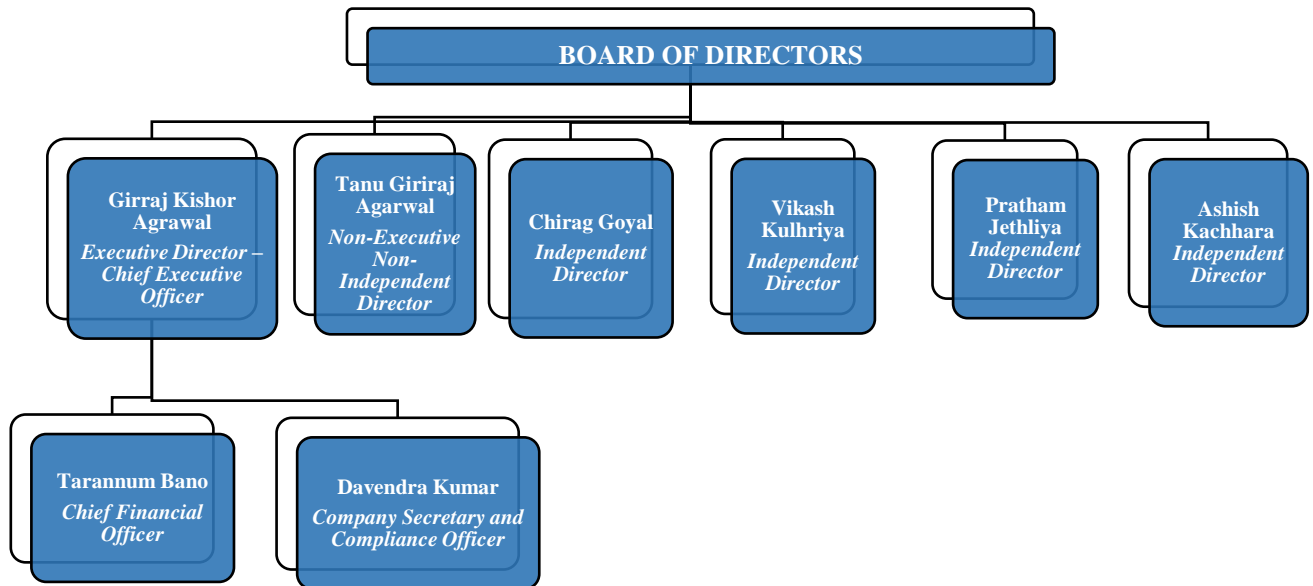 BOARD OF DIRECTORS
Girraj Kishor
Agrawal
Executive Director –
Chief Executive
Officer
Tanu Giriraj
Agarwal
Non-Executive
Non-
Independent
Director
Chirag Goyal
Independent
Director
Vikash
Kulhriya
Independent
Director
Pratham
Jethliya
Independent
Director
Ashish
Kachhara
Independent
Director
Tarannum Bano
Chief Financial
Officer
Davendra Kumar
Company Secretary and
Compliance Officer